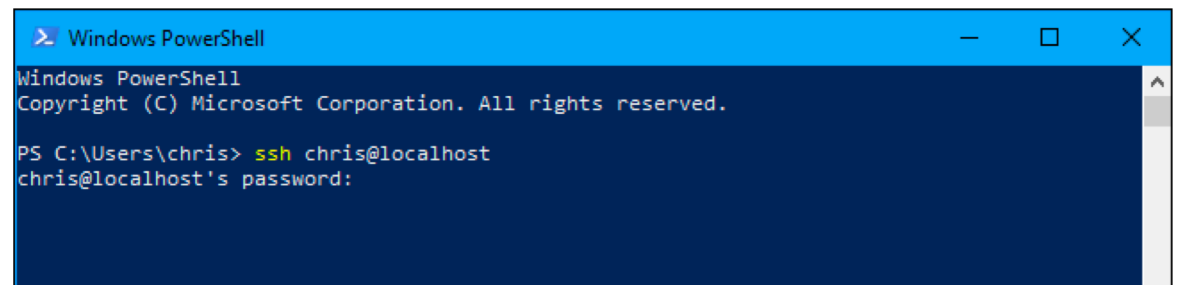 Windows PowerShell
Windows PowerShell
Copyright (C) Microsoft Corporation. All rights reserved.
PS C:\Users\chris> ssh chris@localhost
chris@localhost's password: